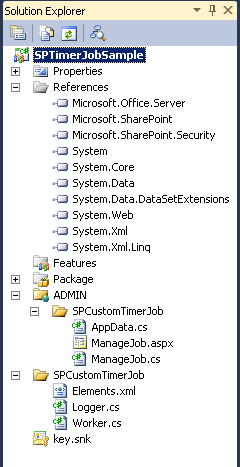 Solution Explorer
SPTimerJobSample
Properties
References
Microsoft.Office.Server
Microsoft.SharePoint
Microsoft.SharePoint.Security
System
System.Core
System.Data
System.Data.DataSetExtensions
System.Web
System.Xml
System.Xml.Linq
Features
Package
ADMIN
SPCustomTimerJob
AppData.cs
ManageJob.aspx
ManageJob.cs
SPCustomTimerJob
Elements.xml
Logger.cs
Worker.cs
key.snk